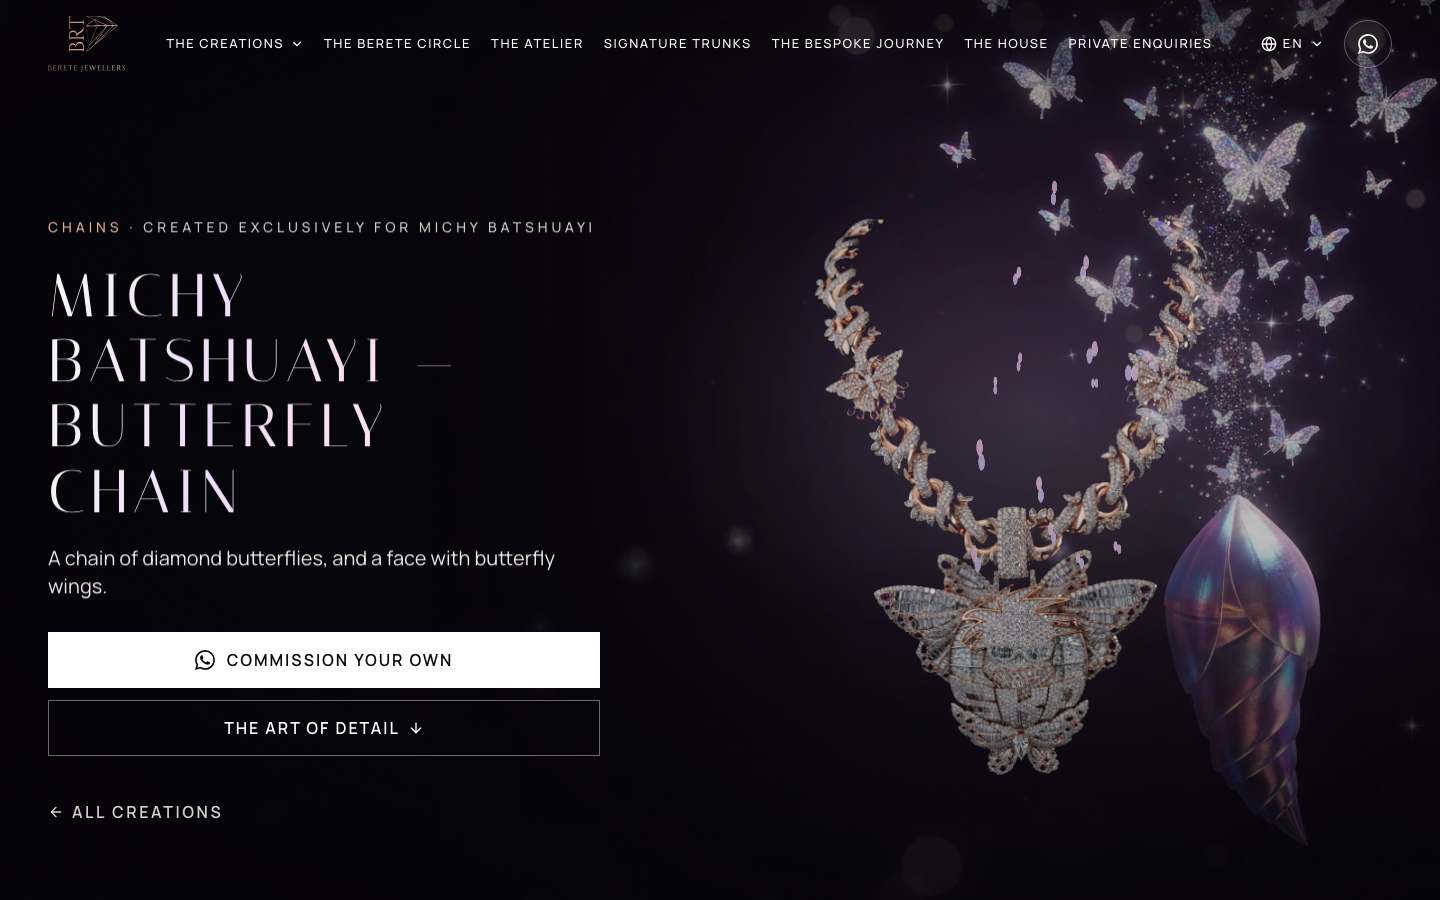 BRT
BERETE JEWELLERS
THE CREATIONS
THE BERETE CIRCLE
THE ATELIER
SIGNATURE TRUNKS
THE BESPOKE JOURNEY
THE HOUSE
PRIVATE ENQUIRIES
EN
CHAINS · CREATED EXCLUSIVELY FOR MICHY BATSHUAYI
MICHY
BATSHUAYI —
BUTTERFLY
CHAIN
A chain of diamond butterflies, and a face with butterfly
wings.
COMMISSION YOUR OWN
THE ART OF DETAIL ↓
← ALL CREATIONS